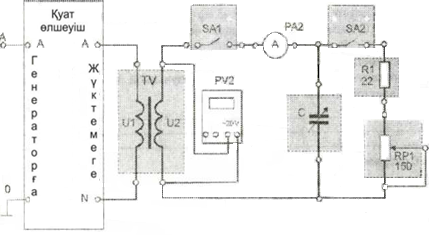 Қуат
өлшеуіш
SA1
PA2
SA2
A
A
A
A
Генераторға
Жүктемеге
TV
PV2
U1
U2
C
R1
22
RP1
150
0
N